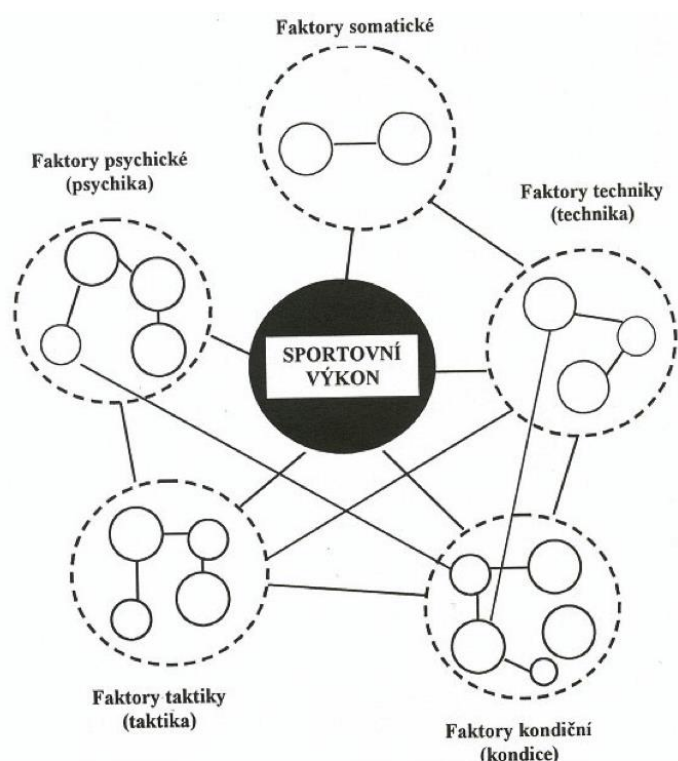 Faktory somatické
Faktory psychické
(psychika)
Faktory techniky
(technika)
SPORTOVNÍ
VÝKON
Faktory taktiky
(taktika)
Faktory kondiční
(kondice)